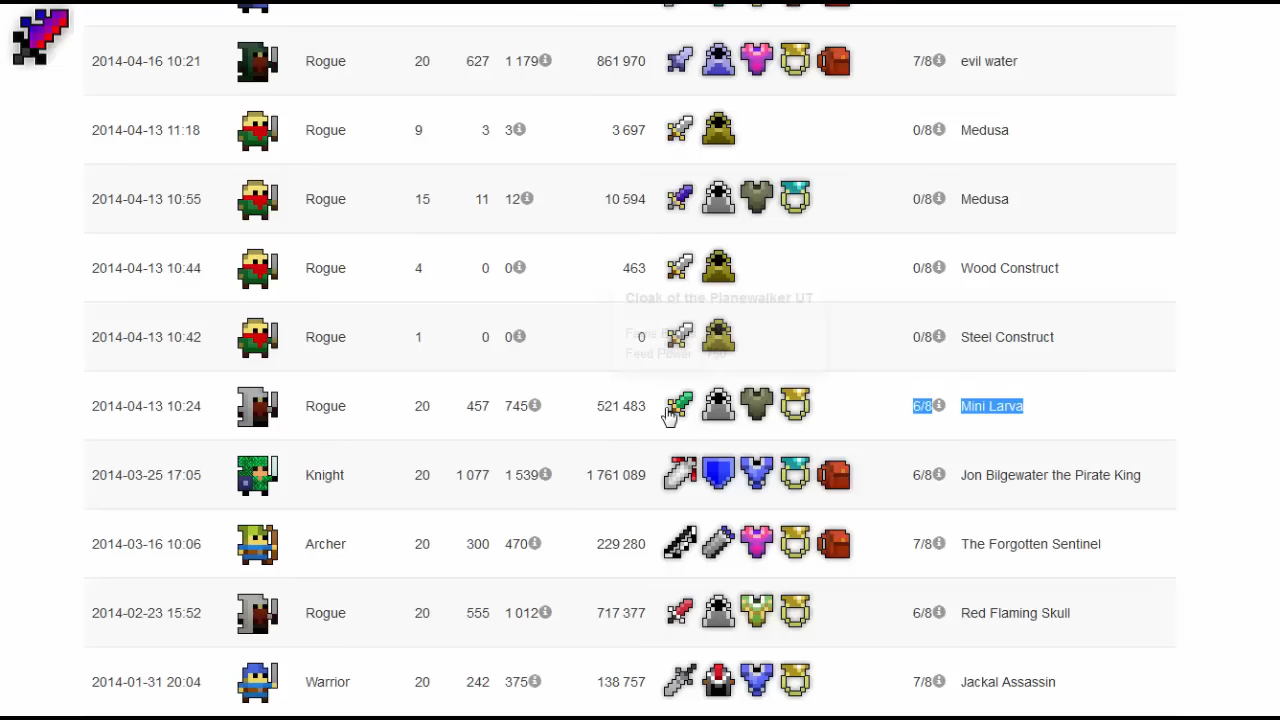 2014-04-16 10:21 Rogue 20 627 1 179 861 970 7/8 evil water
2014-04-13 11:18 Rogue 9 3 3 3 697 0/8 Medusa
2014-04-13 10:55 Rogue 15 11 12 10 594 0/8 Medusa
2014-04-13 10:44 Rogue 4 0 0 463 0/8 Wood Construct
Cloak of the Planewalker UT
2014-04-13 10:42 Rogue 1 0 0 0 0/8 Steel Construct
Feed Power 750
2014-04-13 10:24 Rogue 20 457 745 521 483 6/8 Mini Larva
2014-03-25 17:05 Knight 20 1 077 1 539 1 761 089 6/8 Jon Bilgewater the Pirate King
2014-03-16 10:06 Archer 20 300 470 229 280 7/8 The Forgotten Sentinel
2014-02-23 15:52 Rogue 20 555 1 012 717 377 6/8 Red Flaming Skull
2014-01-31 20:04 Warrior 20 242 375 138 757 7/8 Jackal Assassin